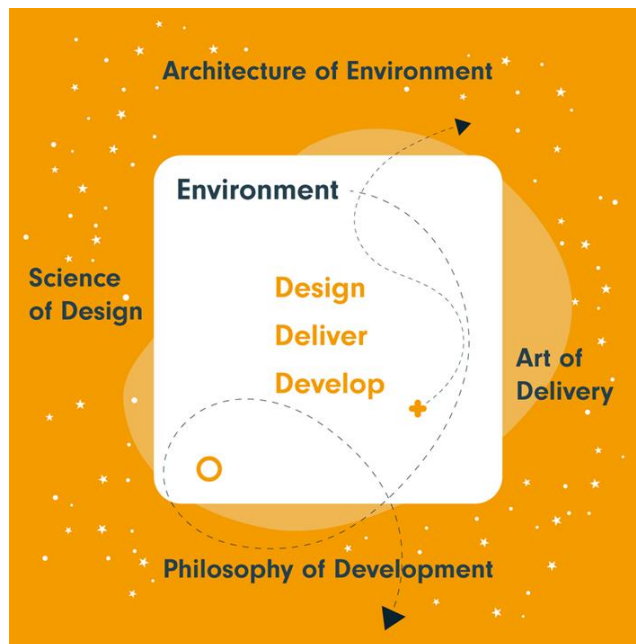 Architecture of Environment
Environment
Science
of Design
Design
Deliver
Develop
Art of
Delivery
Philosophy of Development